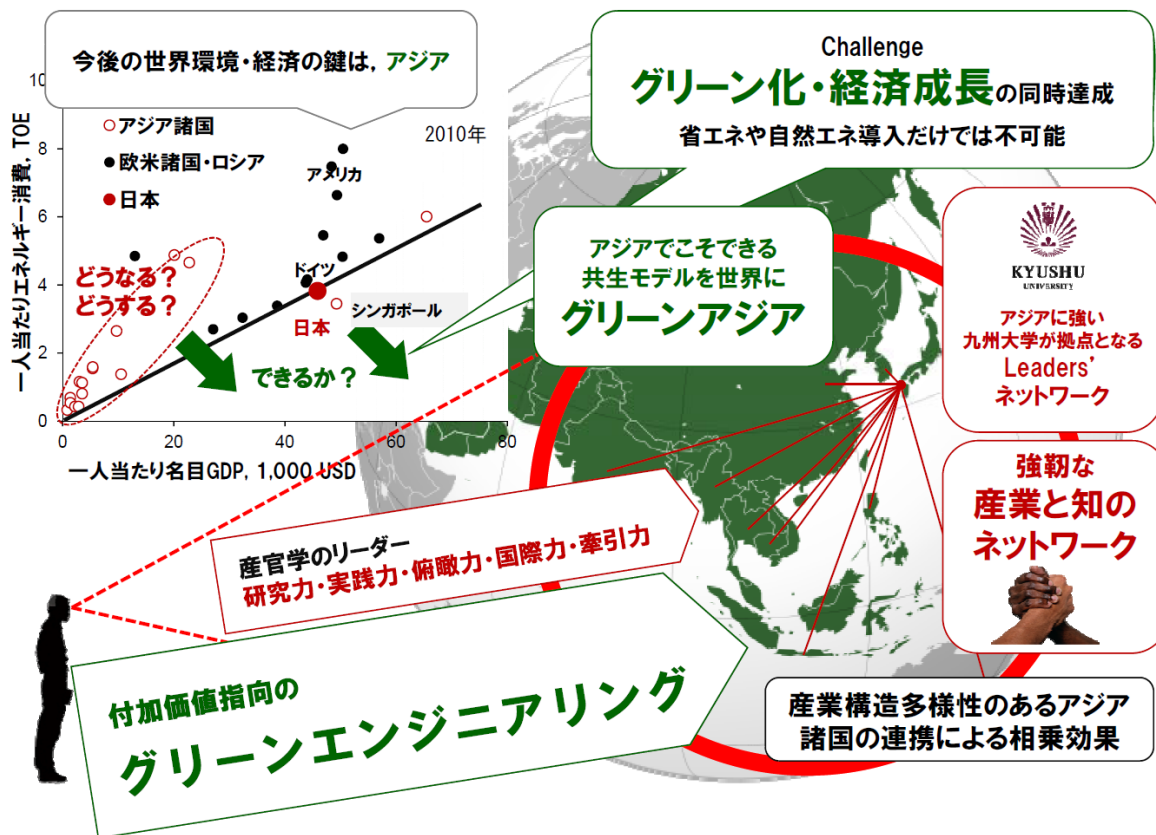 今後の世界環境・経済の鍵は, アジア
一人当たりエネルギー消費, TOE
10
8
6
4
2
0
0
20
40
60
80
一人当たり名目GDP, 1,000 USD
アジア諸国
欧米諸国・ロシア
日本
2010年
アメリカ
ドイツ
日本
シンガポール
どうなる？
どうする？
できるか？
Challenge
グリーン化・経済成長の同時達成
省エネや自然エネ導入だけでは不可能
アジアでこそできる
共生モデルを世界に
グリーンアジア
KYUSHU
UNIVERSITY
アジアに強い
九州大学が拠点となる
Leaders’
ネットワーク
強靭な
産業と知の
ネットワーク
産官学のリーダー
研究力・実践力・俯瞰力・国際力・牽引力
付加価値指向の
グリーンエンジニアリング
産業構造多様性のあるアジア
諸国の連携による相乗効果